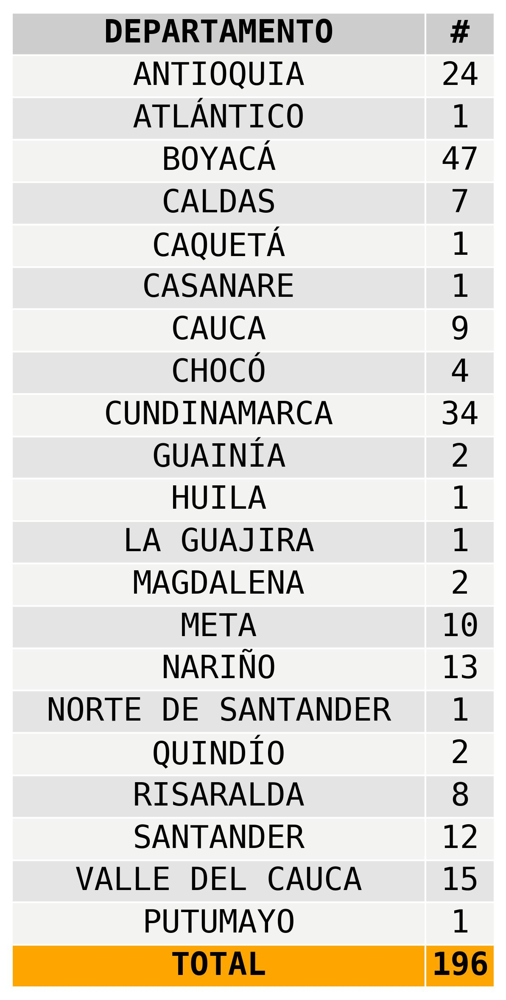 DEPARTAMENTO #
ANTIOQUIA 24
ATLÁNTICO 1
BOYACÁ 47
CALDAS 7
CAQUETÁ 1
CASANARE 1
CAUCA 9
CHOCÓ 4
CUNDINAMARCA 34
GUAINÍA 2
HUILA 1
LA GUAJIRA 1
MAGDALENA 2
META 10
NARIÑO 13
NORTE DE SANTANDER 1
QUINDÍO 2
RISARALDA 8
SANTANDER 12
VALLE DEL CAUCA 15
PUTUMAYO 1
TOTAL 196